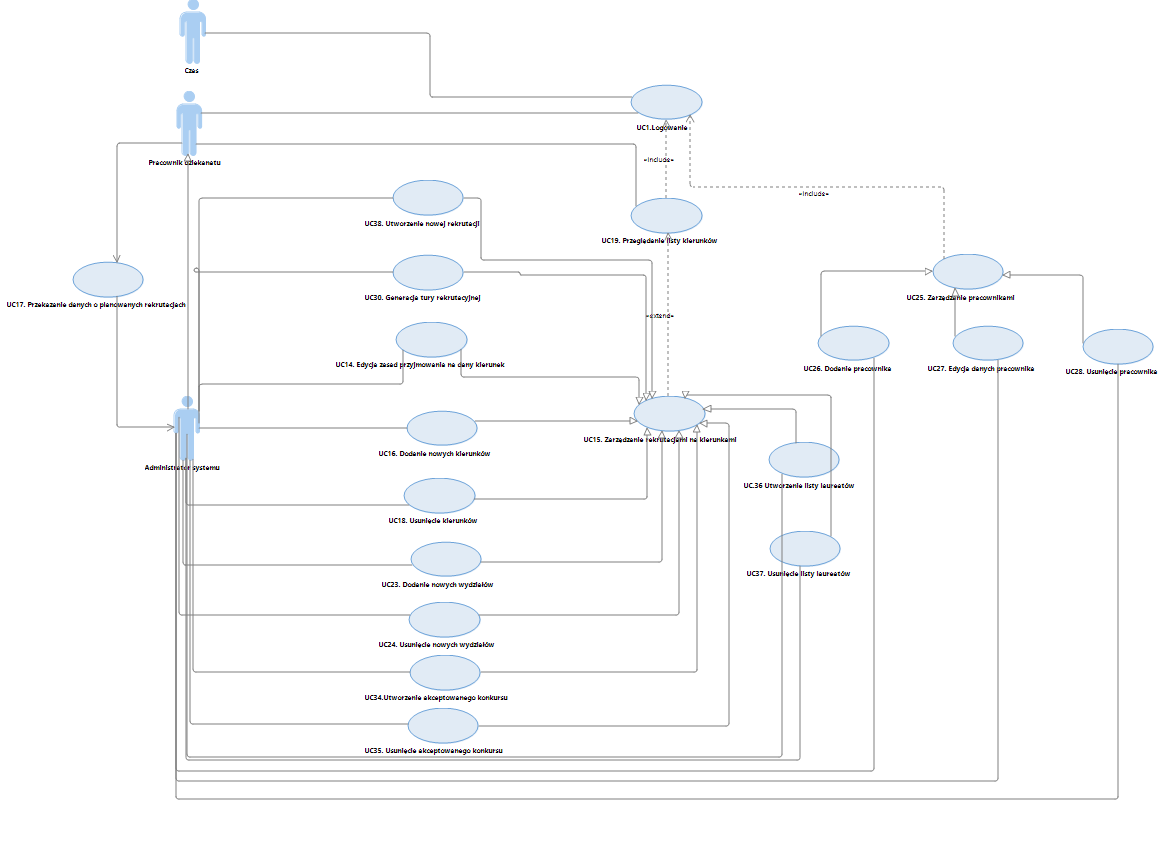 Czas
UC1.Logowanie
Pracownik dziekanatu
«include»
«include»
UC38. Utworzenie nowej rekrutacji
UC19. Przeglądanie listy kierunków
UC17. Przekazanie danych o planowanych rekrutacjach
UC30. Generacja tury rekrutacyjnej
UC25. Zarządzanie pracownikami
«extend»
UC14. Edycja zasad przyjmowania na dany kierunek
UC26. Dodanie pracownika
UC27. Edycja danych pracownika
UC28. Usunięcie pracownika
UC15. Zarządzanie rekrutacjami na kierunkami
UC16. Dodanie nowych kierunków
Administrator systemu
UC.36 Utworzenie listy laureatów
UC18. Usunięcie kierunków
UC37. Usunięcie listy laureatów
UC23. Dodanie nowych wydziałów
UC24. Usunięcie nowych wydziałów
UC34.Utworzenie akceptowanego konkursu
UC35. Usunięcie akceptowanego konkursu